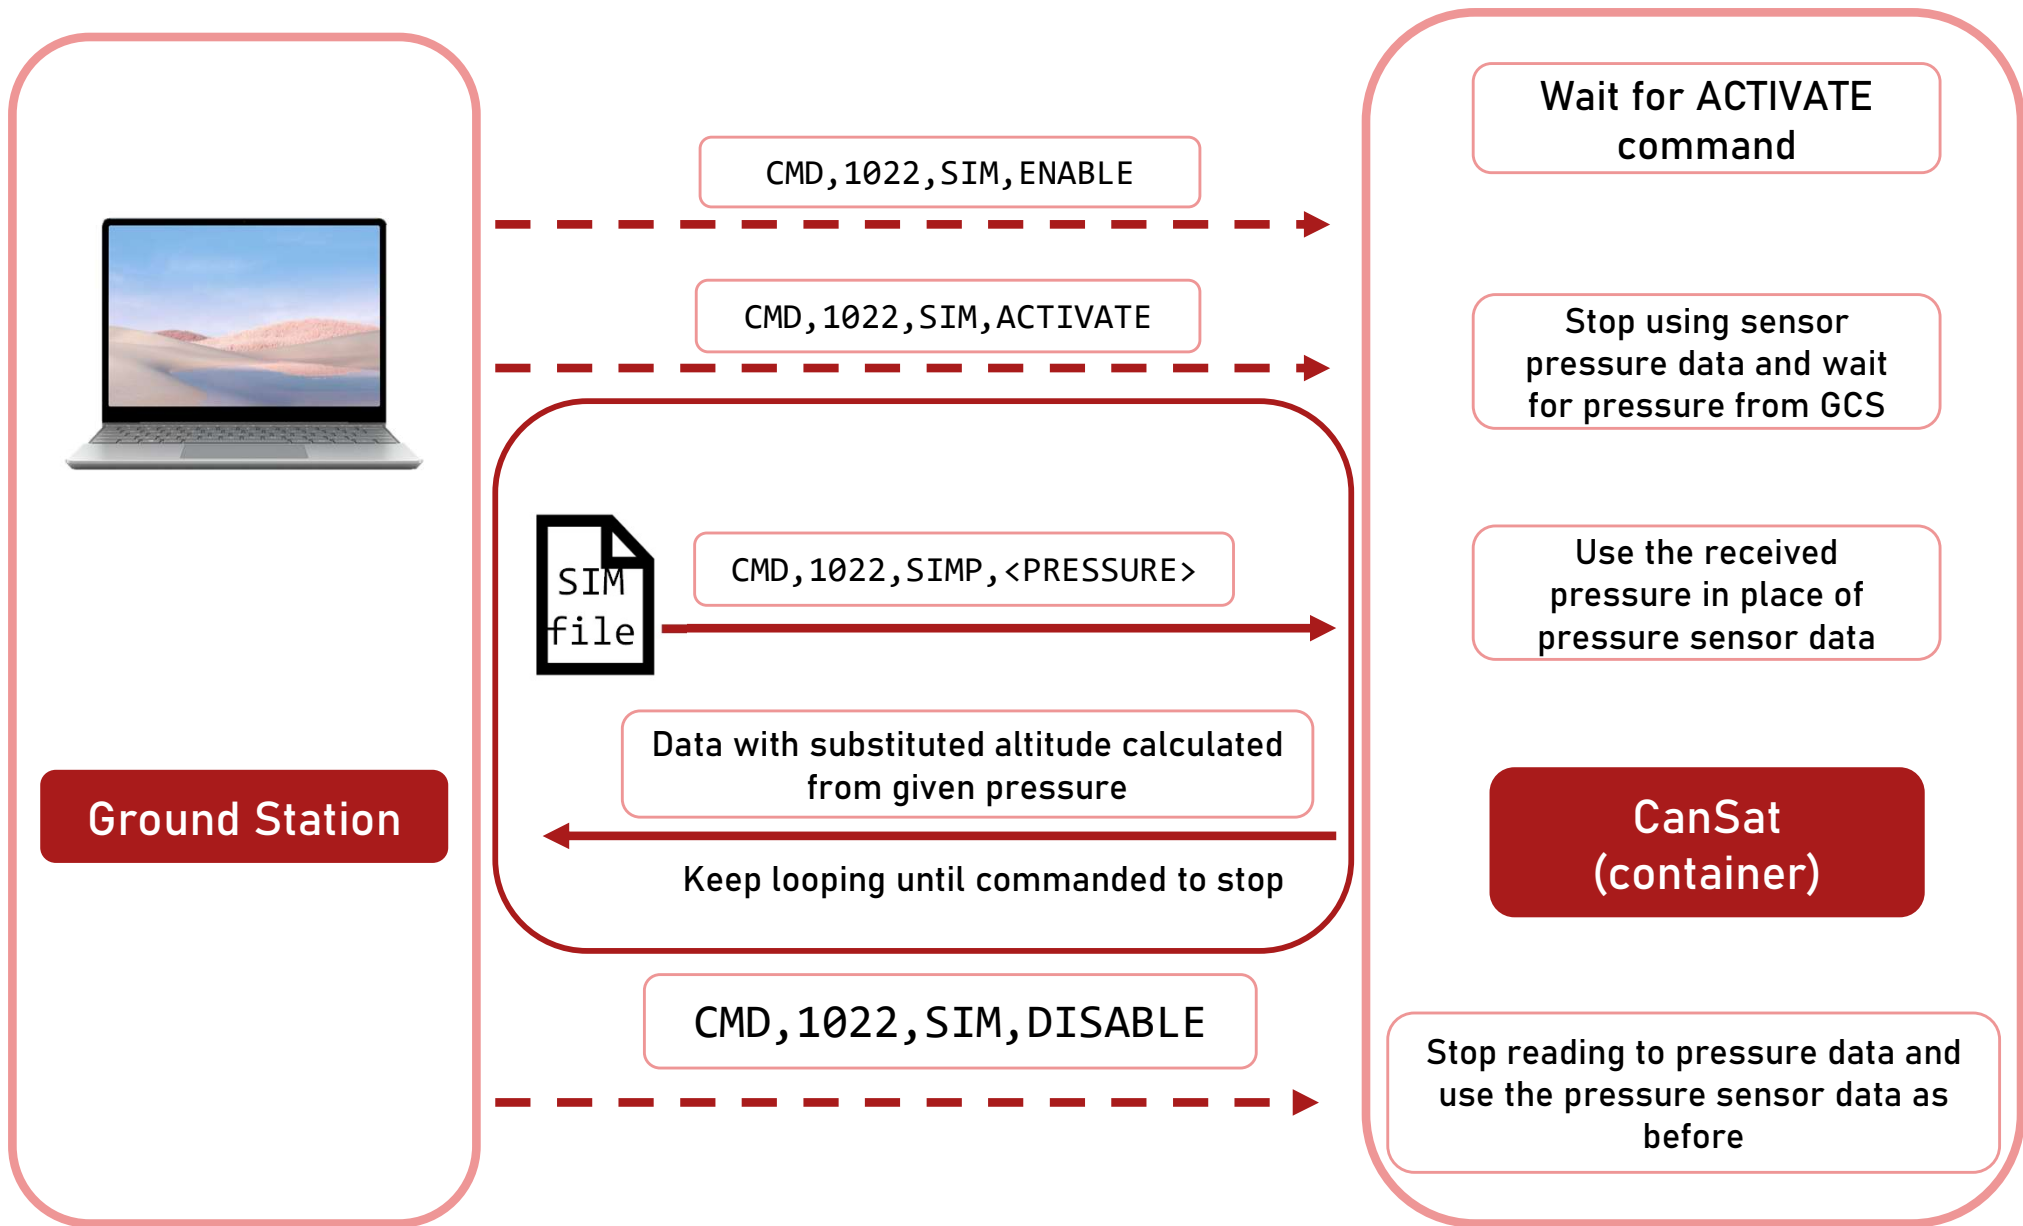 Wait for ACTIVATE
command
CMD,1022,SIM,ENABLE
CMD,1022,SIM,ACTIVATE
Stop using sensor
pressure data and wait
for pressure from GCS
SIM
file
CMD,1022,SIMP,<PRESSURE>
Use the received
pressure in place of
pressure sensor data
Data with substituted altitude calculated
from given pressure
Keep looping until commanded to stop
Ground Station
CanSat
(container)
CMD,1022,SIM,DISABLE
Stop reading to pressure data and
use the pressure sensor data as
before